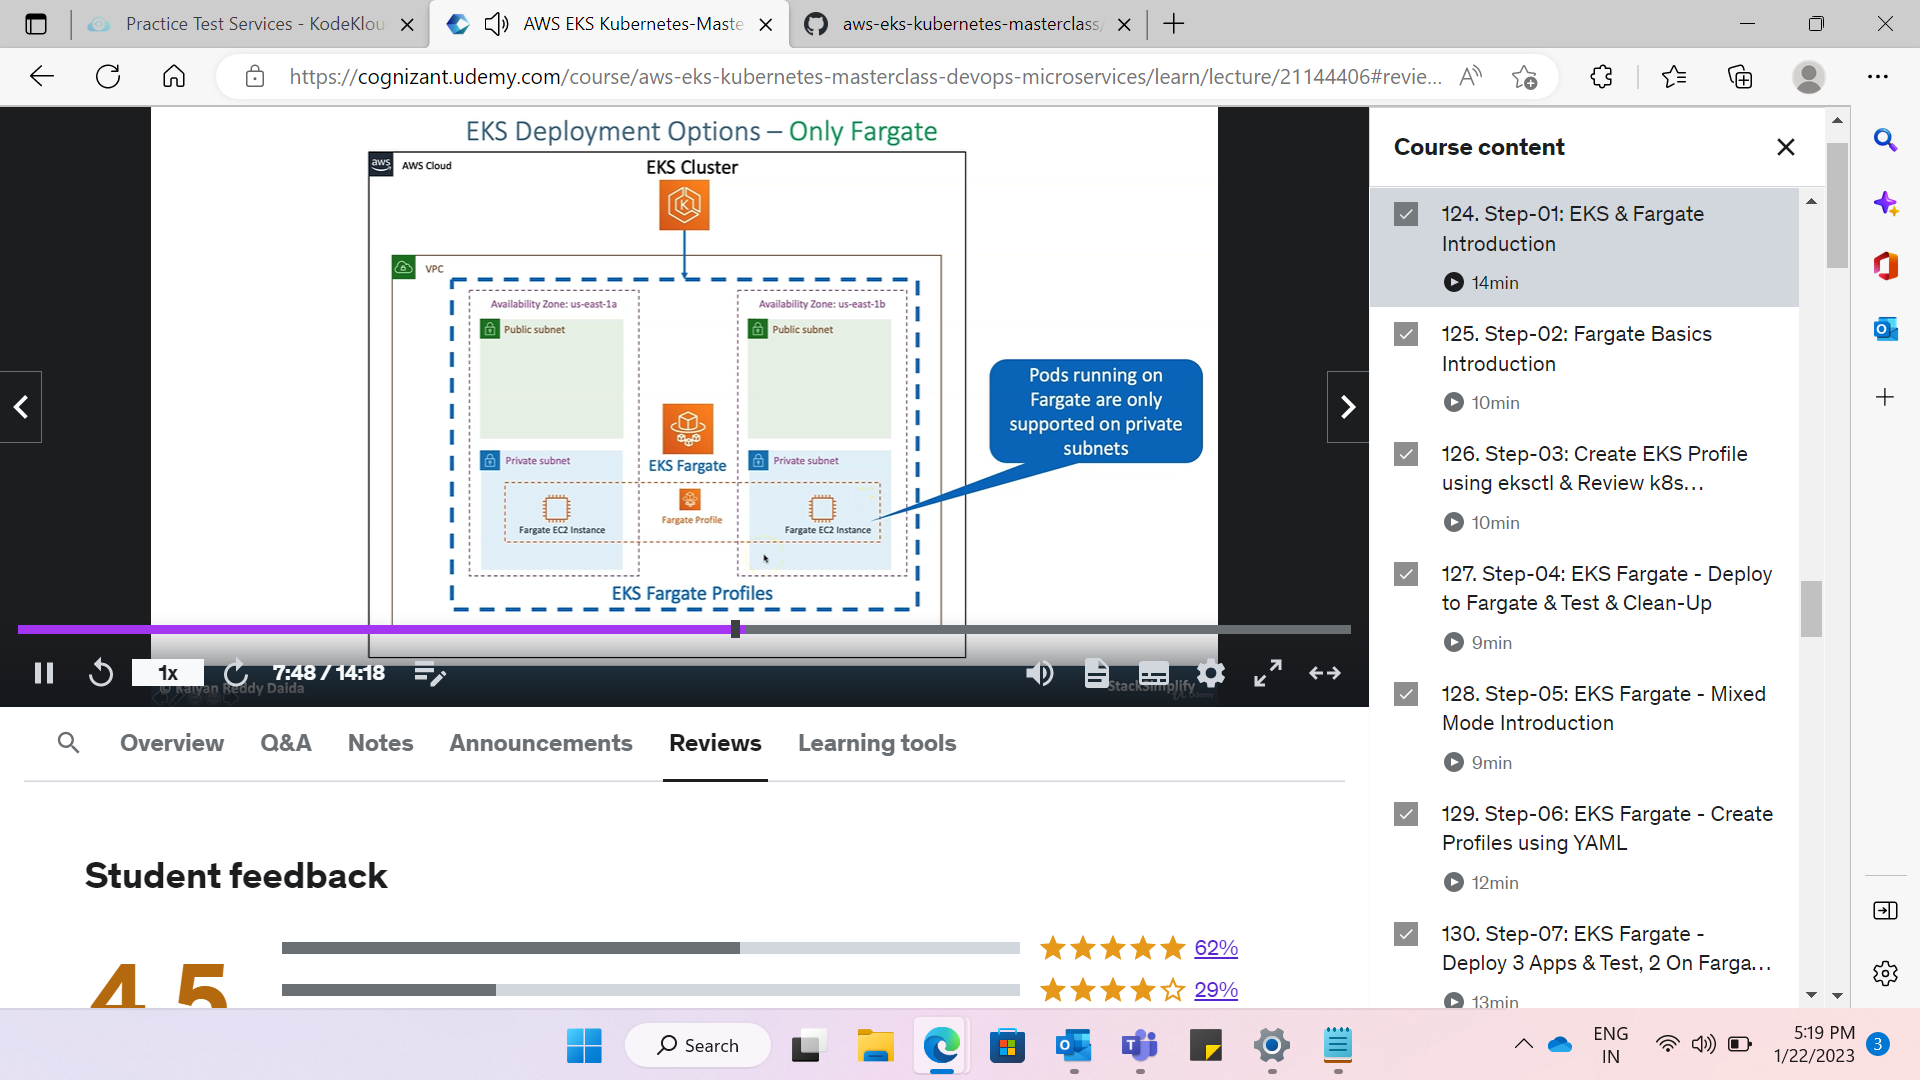 Practice Test Services - KodeKlou
AWS EKS Kubernetes-Maste
aws-eks-kubernetes-masterclass,
https://cognizant.udemy.com/course/aws-eks-kubernetes-masterclass-devops-microservices/learn/lecture/21144406#revie...
EKS Deployment Options – Only Fargate
aws
AWS Cloud
EKS Cluster
VPC
Availability Zone: us-east-1a
Availability Zone: us-east-1b
Public subnet
Public subnet
EKS Fargate
Private subnet
Private subnet
Fargate EC2 Instance
Fargate Profile
Fargate EC2 Instance
EKS Fargate Profiles
Pods running on
Fargate are only
supported on private
subnets
1x
7:48 / 14:18
© Kalyan Reddy Daida
StackSimplify
Overview
Q&A
Notes
Announcements
Reviews
Learning tools
Student feedback
4.5
62%
29%
Course content
124. Step-01: EKS & Fargate
Introduction
14min
125. Step-02: Fargate Basics
Introduction
10min
126. Step-03: Create EKS Profile
using eksctl & Review k8s...
10min
127. Step-04: EKS Fargate - Deploy
to Fargate & Test & Clean-Up
9min
128. Step-05: EKS Fargate - Mixed
Mode Introduction
9min
129. Step-06: EKS Fargate - Create
Profiles using YAML
12min
130. Step-07: EKS Fargate -
Deploy 3 Apps & Test, 2 On Farga...
13min
Search
ENG
IN
5:19 PM
1/22/2023
3